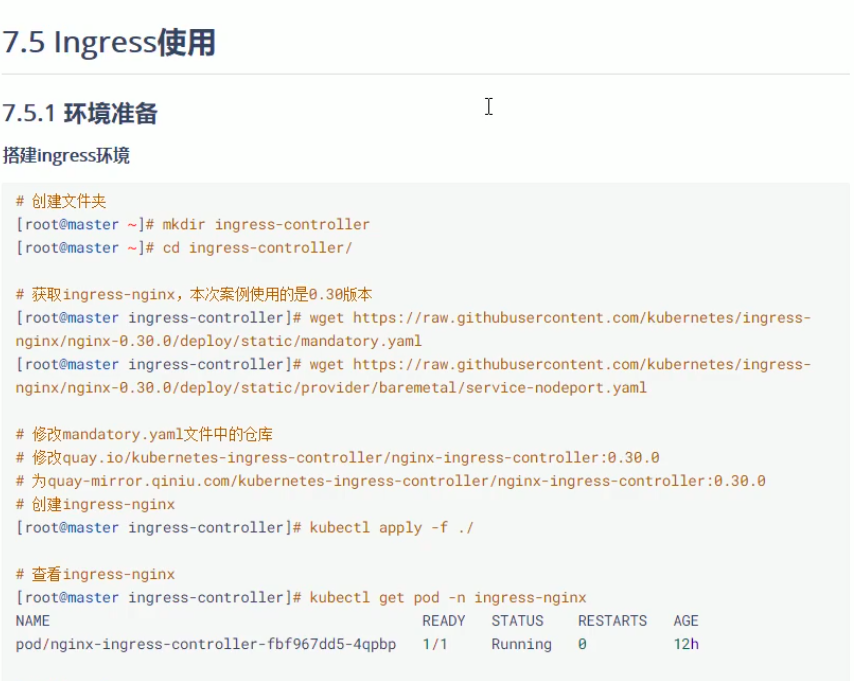 7.5 Ingress使用
7.5.1 环境准备
搭建ingress环境
# 创建文件夹
[root@master ~]# mkdir ingress-controller
[root@master ~]# cd ingress-controller/
# 获取ingress-nginx，本次案例使用的是0.30版本
[root@master ingress-controller]# wget https://raw.githubusercontent.com/kubernetes/ingress-
nginx/nginx-0.30.0/deploy/static/mandatory.yaml
[root@master ingress-controller]# wget https://raw.githubusercontent.com/kubernetes/ingress-
nginx/nginx-0.30.0/deploy/static/provider/baremetal/service-nodeport.yaml
# 修改mandatory.yaml文件中的仓库
# 修改quay.io/kubernetes-ingress-controller/nginx-ingress-controller:0.30.0
# 为quay-mirror.qiniu.com/kubernetes-ingress-controller/nginx-ingress-controller:0.30.0
# 创建ingress-nginx
[root@master ingress-controller]# kubectl apply -f ./
# 查看ingress-nginx
[root@master ingress-controller]# kubectl get pod -n ingress-nginx
NAME READY STATUS RESTARTS AGE
pod/nginx-ingress-controller-fbf967dd5-4qpbp 1/1 Running 0 12h